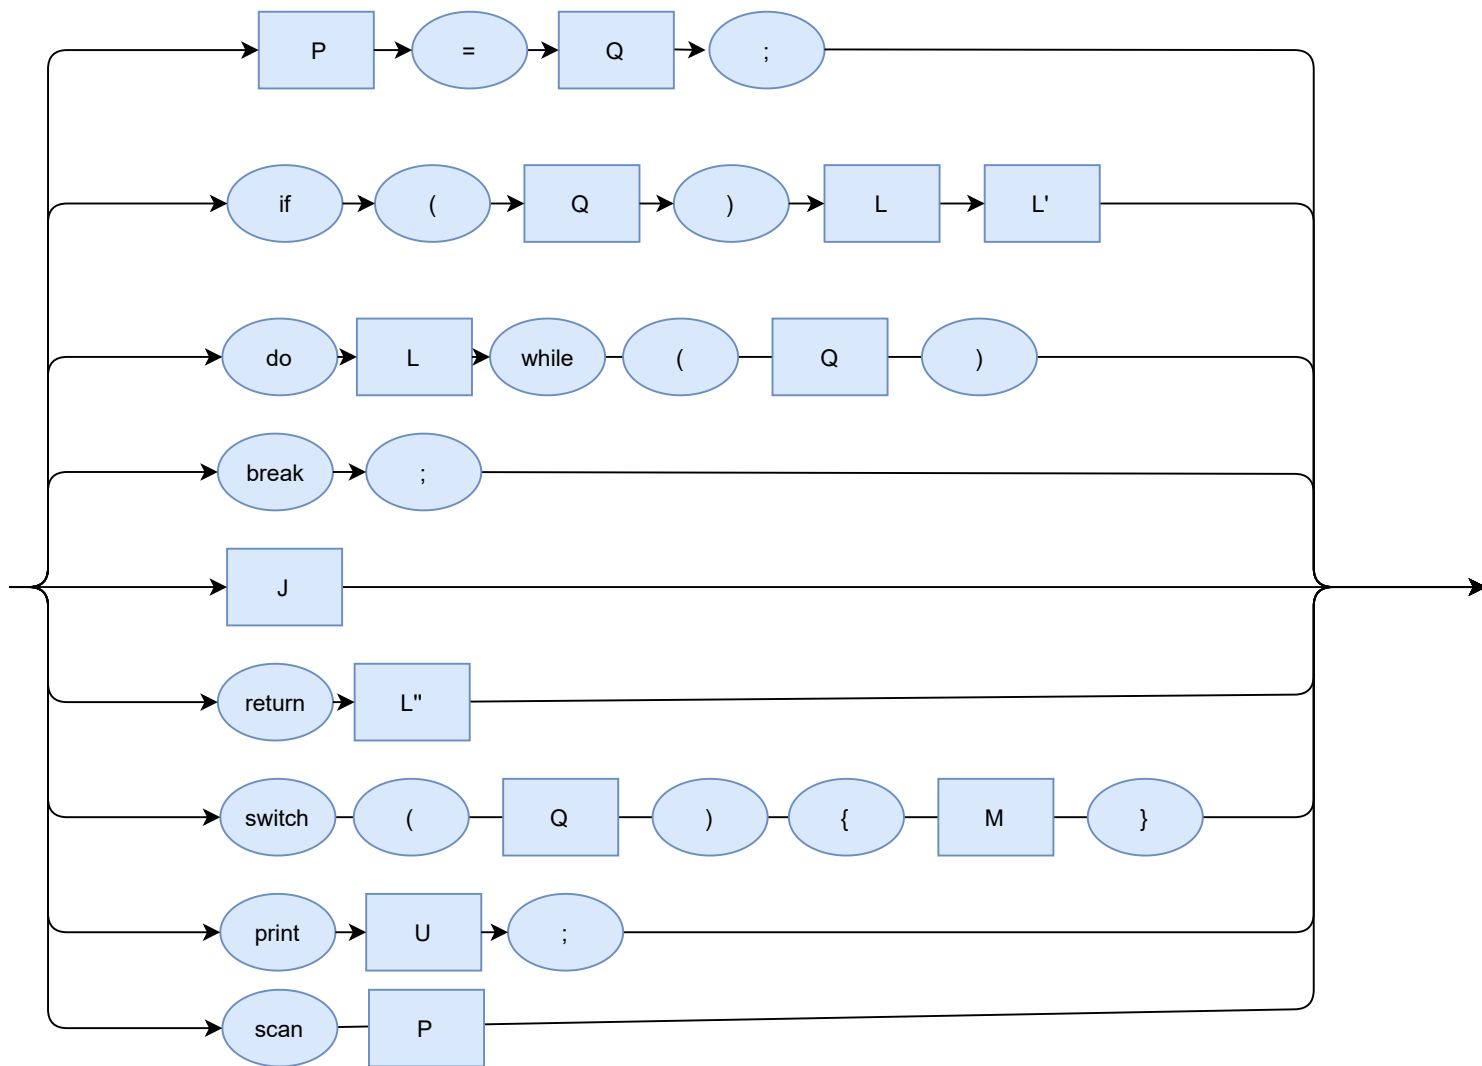 P = Q ;
if ( Q ) L L'
do L while ( Q )
break ;
J
return L"
switch ( Q ) { M }
print U ;
scan P